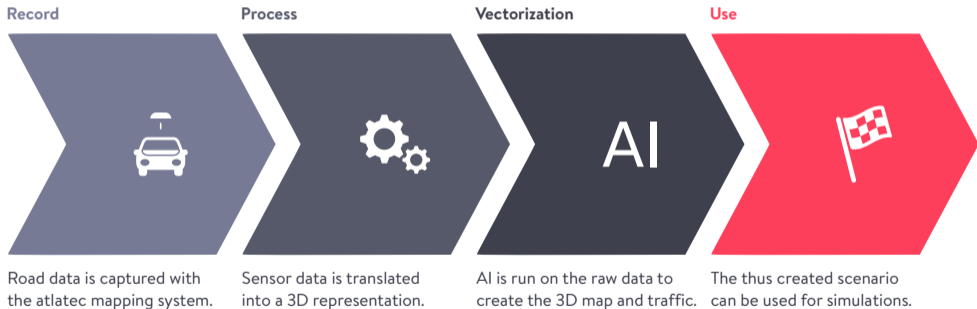 Record
Process
Vectorization
Use
AI
Road data is captured with
the atlatec mapping system.
Sensor data is translated
into a 3D representation.
AI is run on the raw data to
create the 3D map and traffic.
The thus created scenario
can be used for simulations.